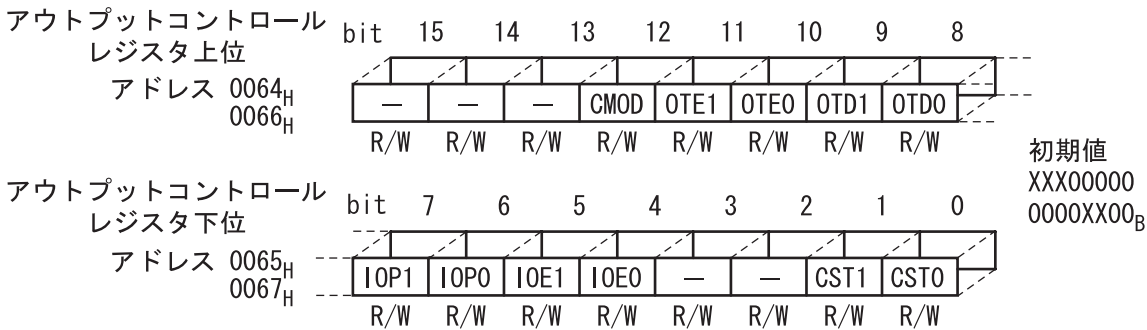 アウトプットコントロール
レジスタ上位
bit 15 14 13 12 11 10 9 8
アドレス 0064H
0066H
— — — CMOD OTE1 OTE0 OTD1 OTD0
R/W R/W R/W R/W R/W R/W R/W R/W
初期値
XXX00000
0000XX00B
アウトプットコントロール
レジスタ下位
bit 7 6 5 4 3 2 1 0
アドレス 0065H
0067H
IOP1 IOP0 IOE1 IOE0 — — CST1 CST0
R/W R/W R/W R/W R/W R/W R/W R/W